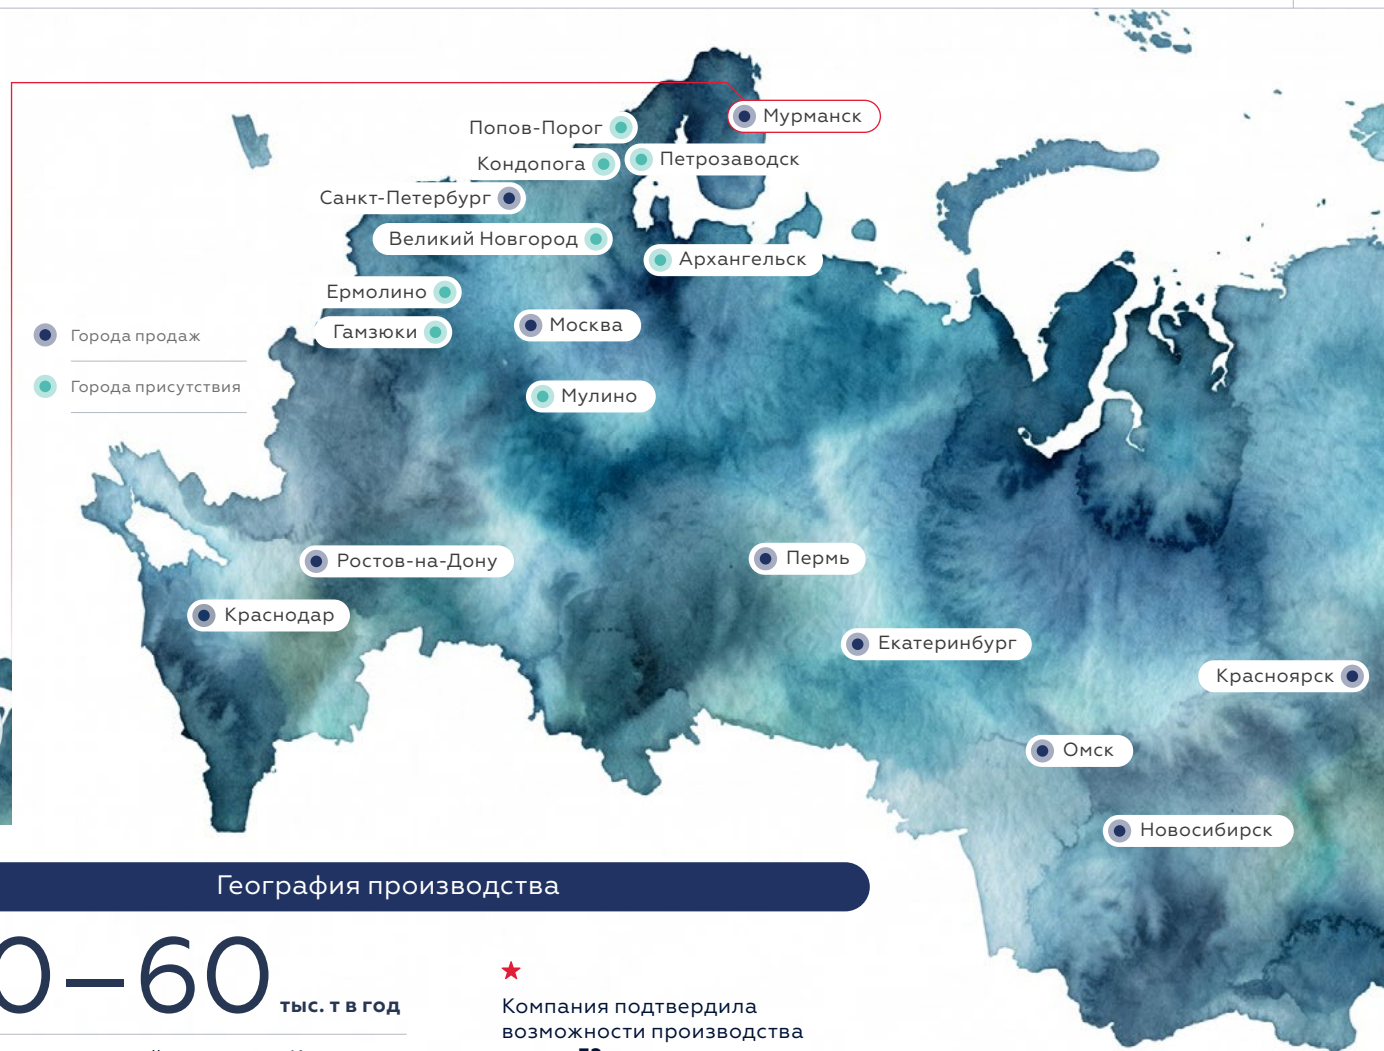 Мурманск
Попов-Порог
Кондопога
Петрозаводск
Санкт-Петербург
Великий Новгород
Архангельск
Ермолино
Гамзюки
Москва
Города продаж
Города присутствия
Мулино
Ростов-на-Дону
Пермь
Краснодар
Екатеринбург
Красноярск
Омск
Новосибирск
География производства
0–60 тыс. т в год
Компания подтвердила
возможности производства